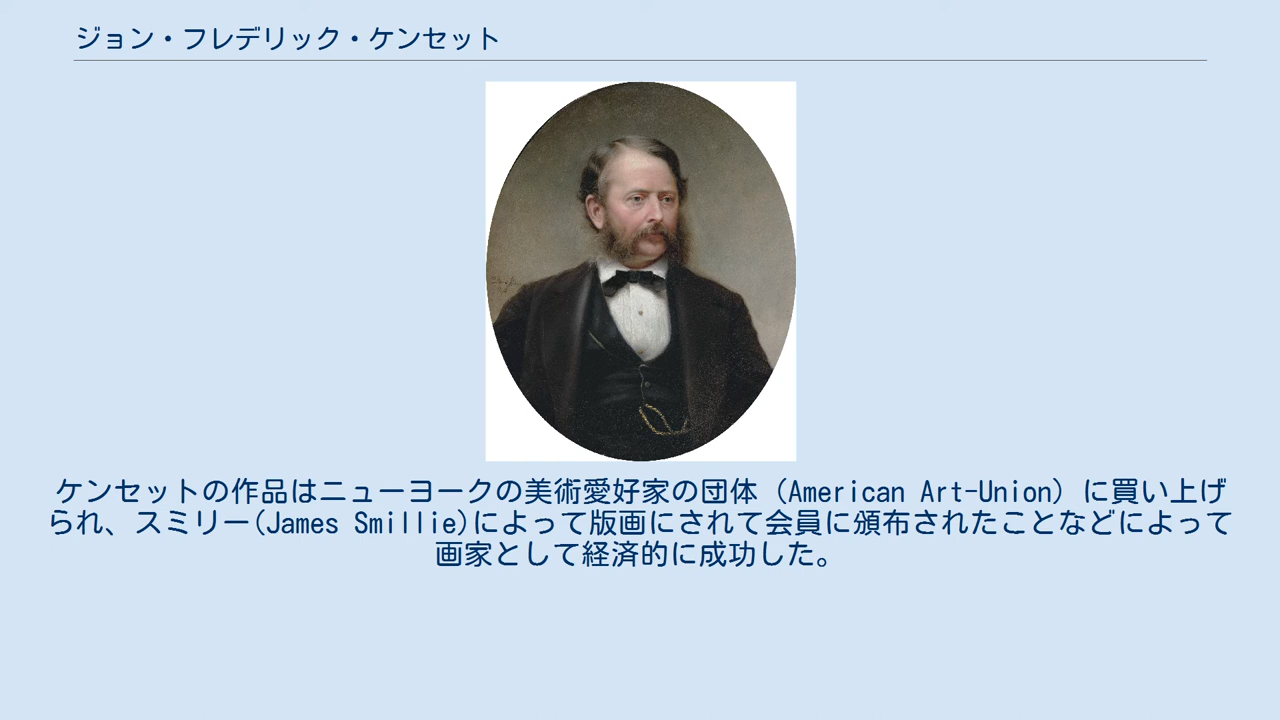 ジョン・フレデリック・ケンセット
ケンセットの作品はニューヨークの美術愛好家の団体 (American Art-Union) に買い上げ
られ、スミリー(James Smillie)によって版画にされて会員に頒布されたことなどによって
画家として経済的に成功した。